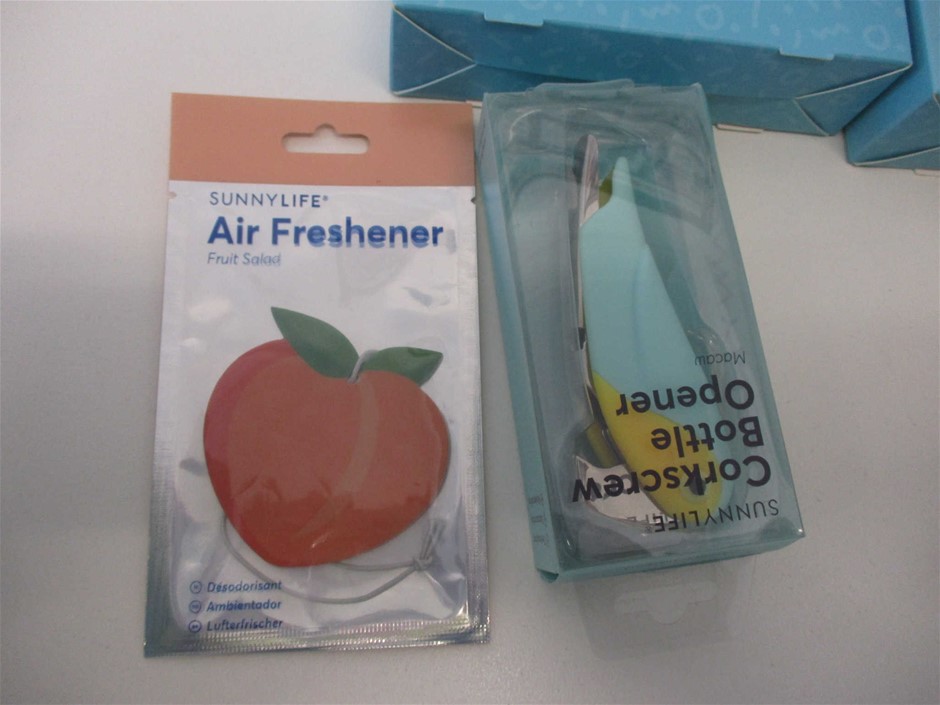 SUNNYLIFE®
Air Freshener
Fruit Salad
Désodorisant
Ambientador
Lufterfrischer
SUNNYLIFE
Corkscrew
Bottle
Opener
Macaw